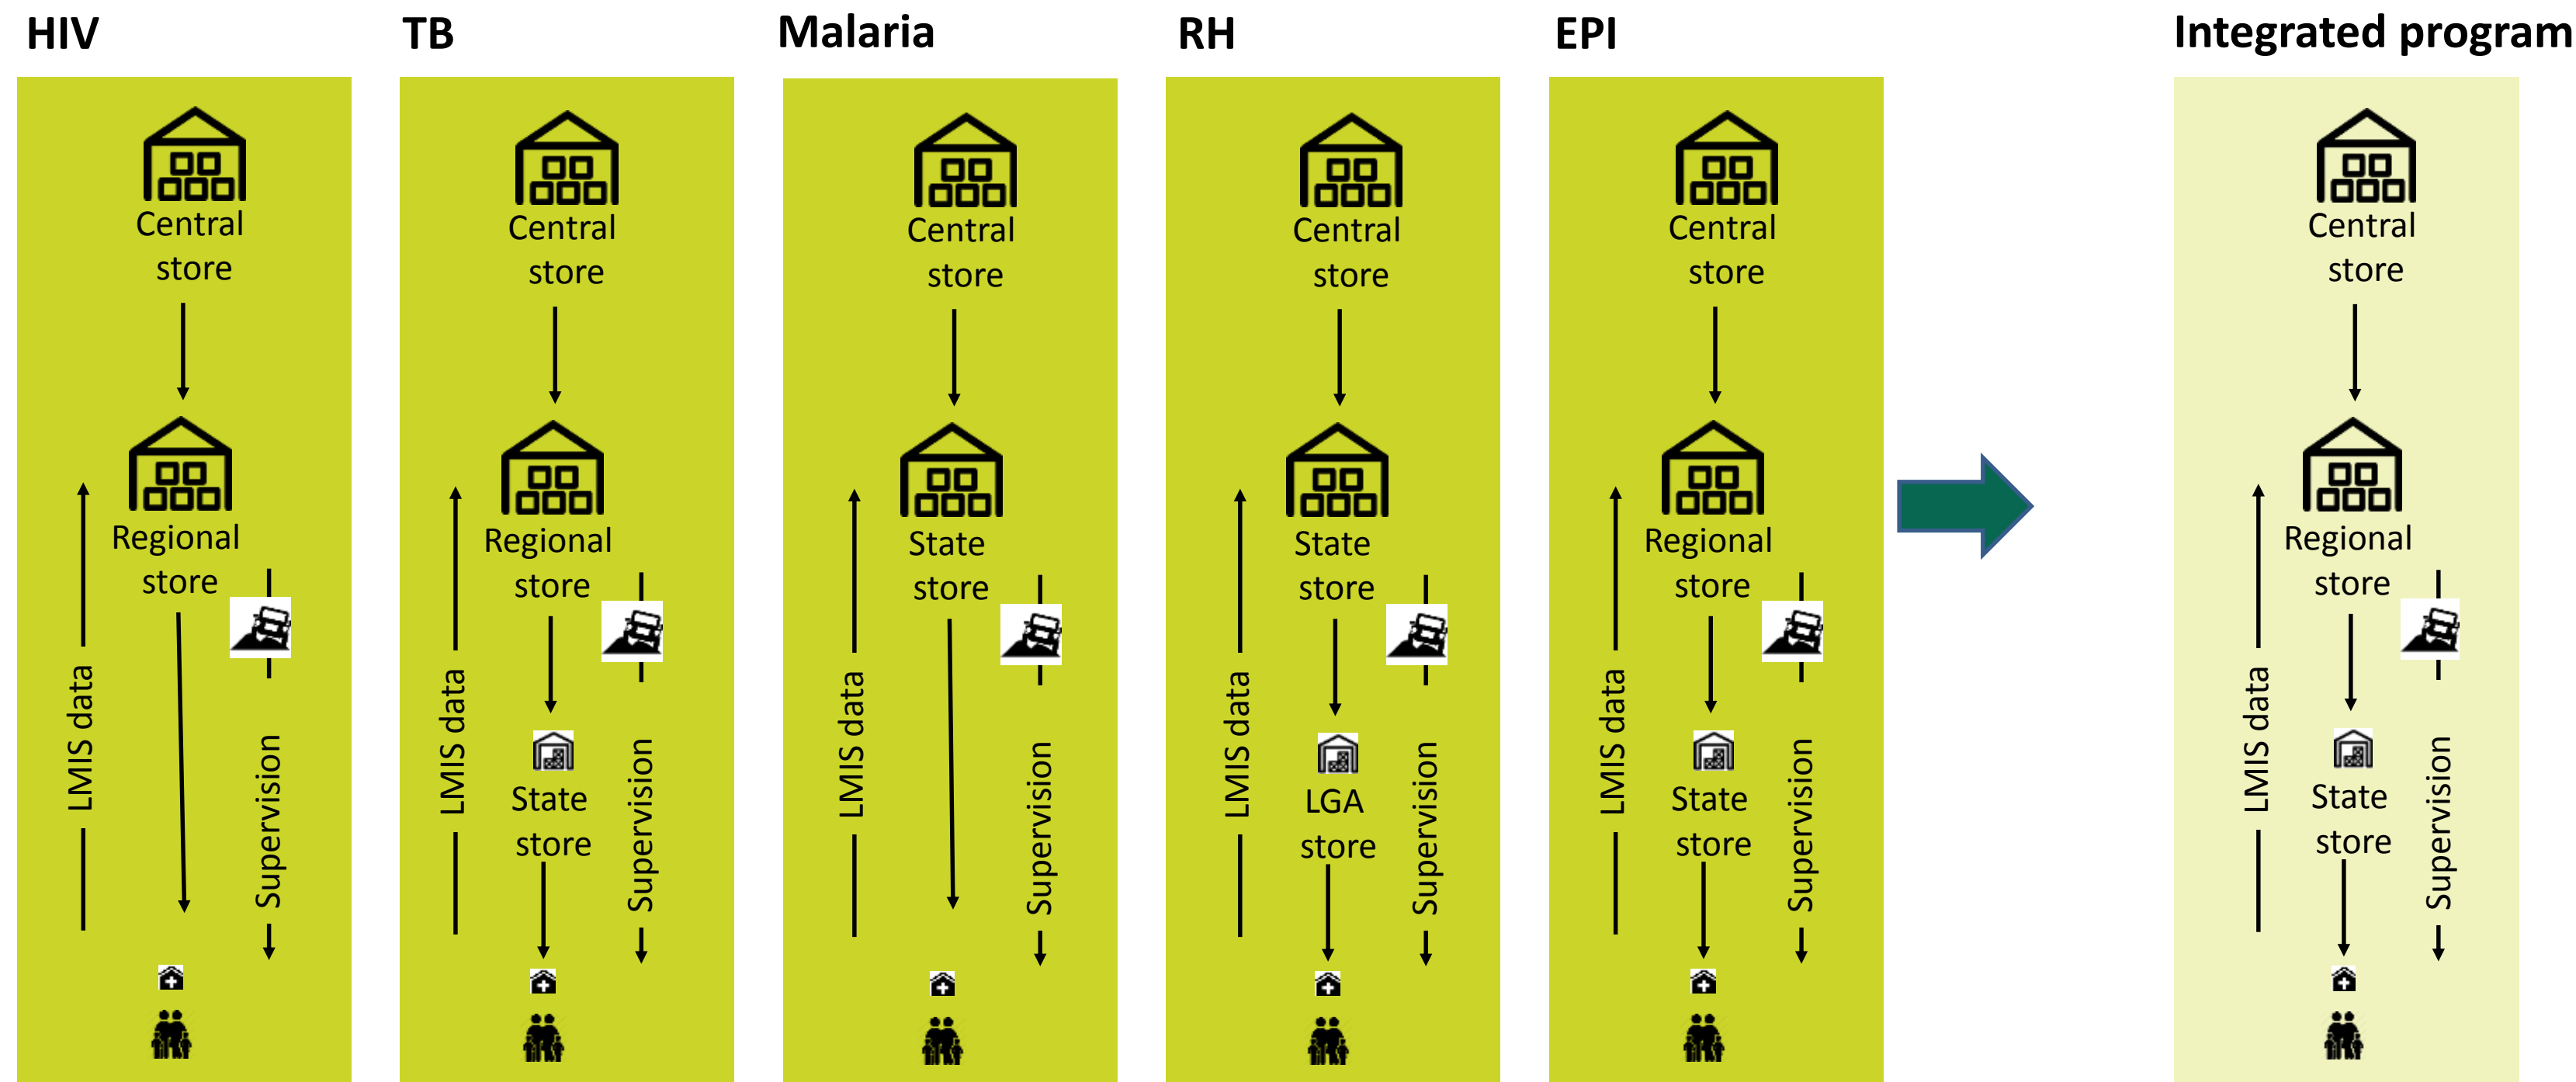 HIV
Central
store
Regional
store
LMIS data
Supervision
TB
Central
store
Regional
store
LMIS data
State
store
Supervision
Malaria
Central
store
State
store
LMIS data
Supervision
RH
Central
store
State
store
LMIS data
LGA
store
Supervision
EPI
Central
store
Regional
store
LMIS data
State
store
Supervision
Integrated program
Central
store
Regional
store
LMIS data
State
store
Supervision